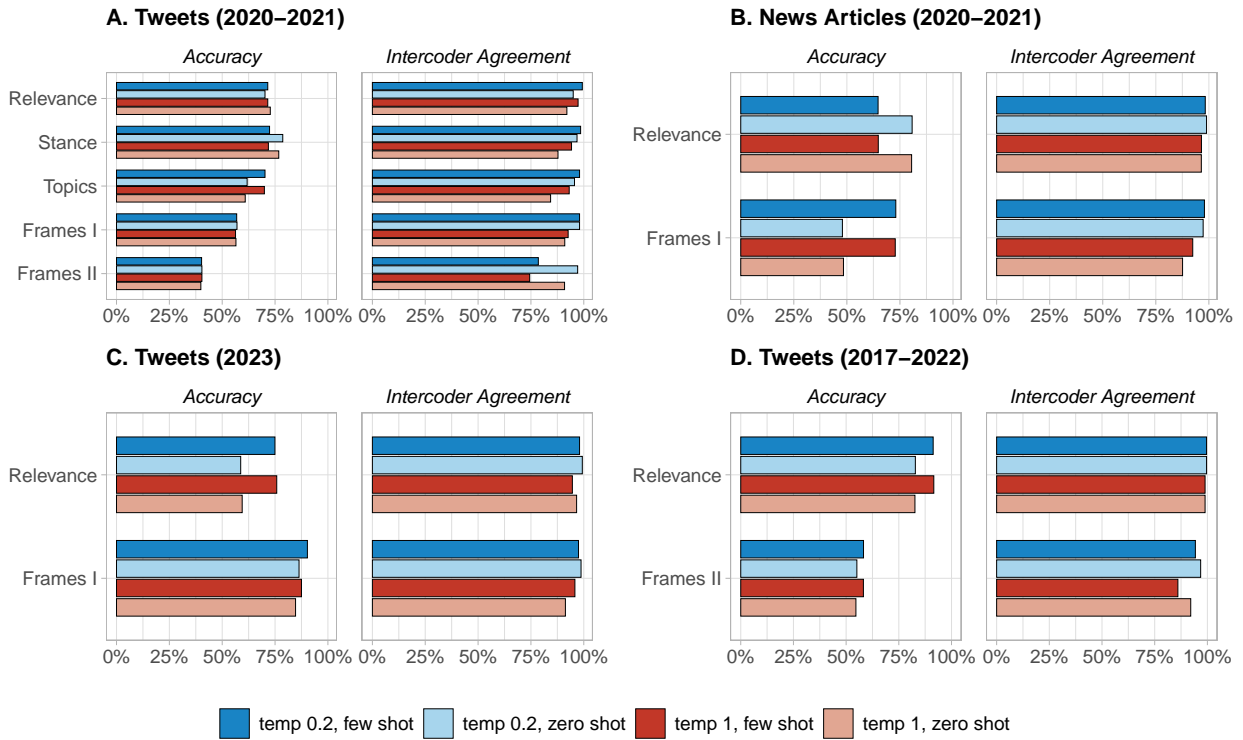 A. Tweets (2020–2021)
Accuracy
Intercoder Agreement
Relevance
Stance
Topics
Frames I
Frames II
0% 25% 50% 75% 100%
0% 25% 50% 75% 100%
B. News Articles (2020–2021)
Accuracy
Intercoder Agreement
Relevance
Frames I
0% 25% 50% 75% 100%
0% 25% 50% 75% 100%
C. Tweets (2023)
Accuracy
Intercoder Agreement
Relevance
Frames I
0% 25% 50% 75% 100%
0% 25% 50% 75% 100%
D. Tweets (2017–2022)
Accuracy
Intercoder Agreement
Relevance
Frames II
0% 25% 50% 75% 100%
0% 25% 50% 75% 100%
temp 0.2, few shot
temp 0.2, zero shot
temp 1, few shot
temp 1, zero shot